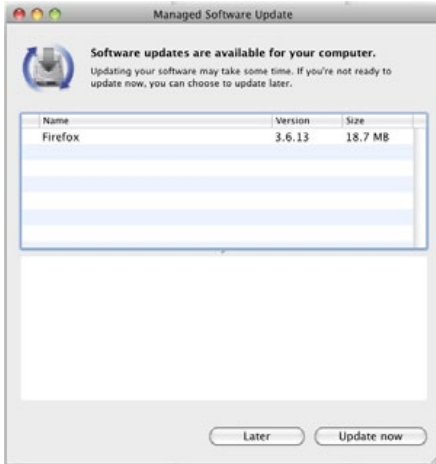 Managed Software Update
Software updates are available for your computer.
Updating your software may take some time. If you're not ready to
update now, you can choose to update later.
Name Version Size
Firefox 3.6.13 18.7 MB
Later Update now